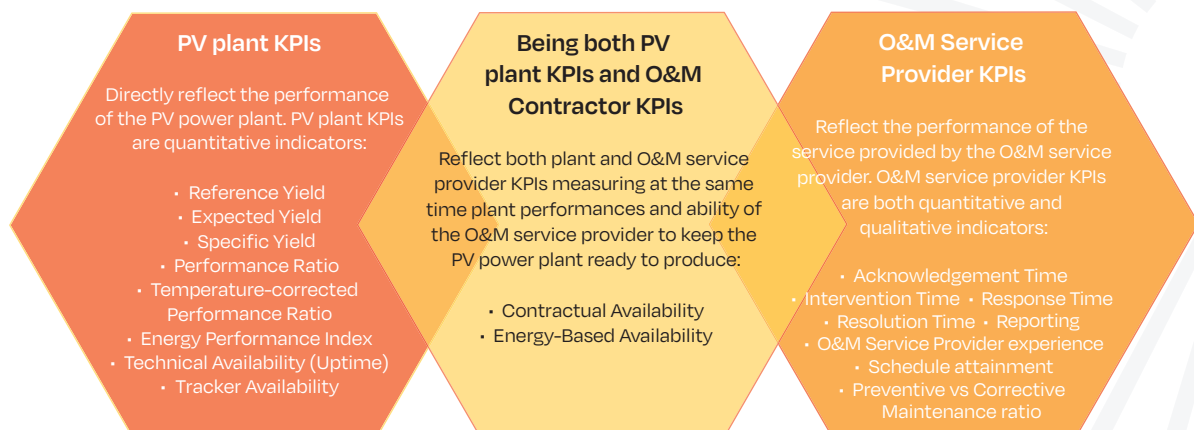 PV plant KPIs
Directly reflect the performance
of the PV power plant. PV plant KPIs
are quantitative indicators:
• Reference Yield
• Expected Yield
• Specific Yield
• Performance Ratio
• Temperature-corrected
Performance Ratio
• Energy Performance Index
• Technical Availability (Uptime)
• Tracker Availability
Being both PV
plant KPIs and O&M
Contractor KPIs
Reflect both plant and O&M service
provider KPIs measuring at the same
time plant performances and ability of
the O&M service provider to keep the
PV power plant ready to produce:
• Contractual Availability
• Energy-Based Availability
O&M Service
Provider KPIs
Reflect the performance of the
service provided by the O&M service
provider. O&M service provider KPIs
are both quantitative and
qualitative indicators:
• Acknowledgement Time
• Intervention Time • Response Time
• Resolution Time • Reporting
• O&M Service Provider experience
• Schedule attainment
• Preventive vs Corrective
Maintenance ratio